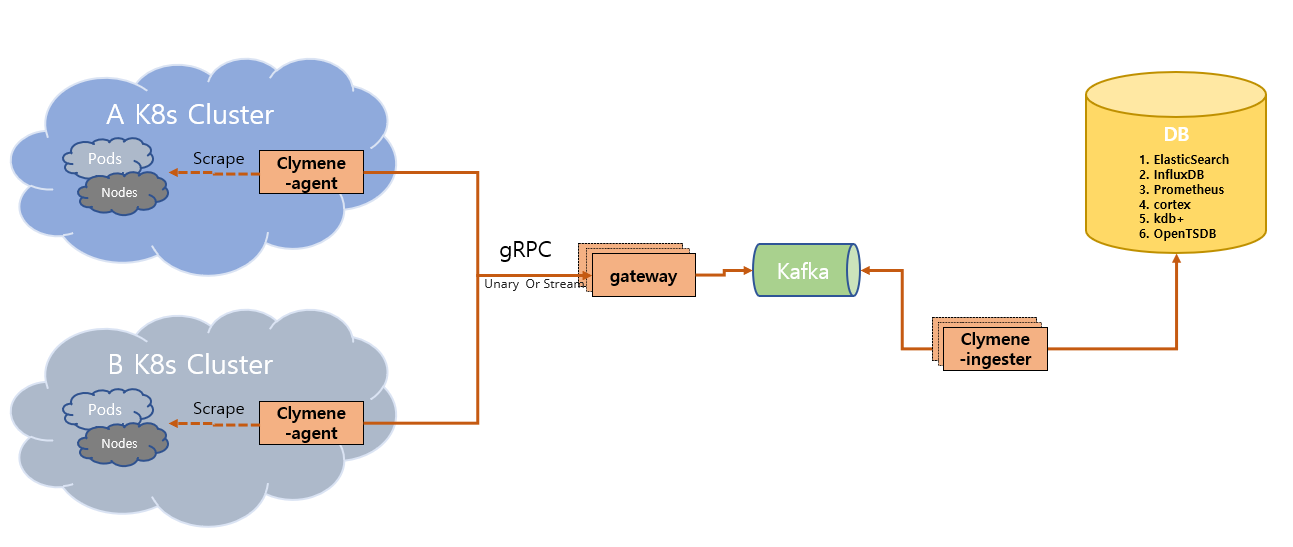 A K8s Cluster
Pods
Nodes
Scrape
Clymene
-agent
B K8s Cluster
Pods
Nodes
Scrape
Clymene
-agent
gRPC
Unary Or Stream
gateway
Kafka
Clymene
-ingester
DB
1. ElasticSearch
2. InfluxDB
3. Prometheus
4. cortex
5. kdb+
6. OpenTSDB